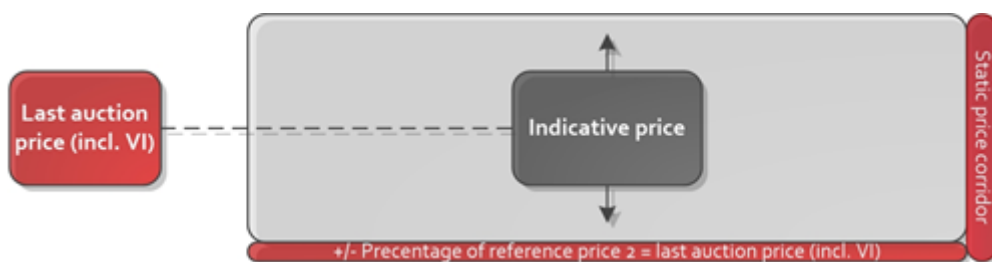 Last auction
price (incl. VI)
Indicative price
Static price corridor
+/- Precentage of reference price 2 = last auction price (incl. VI)